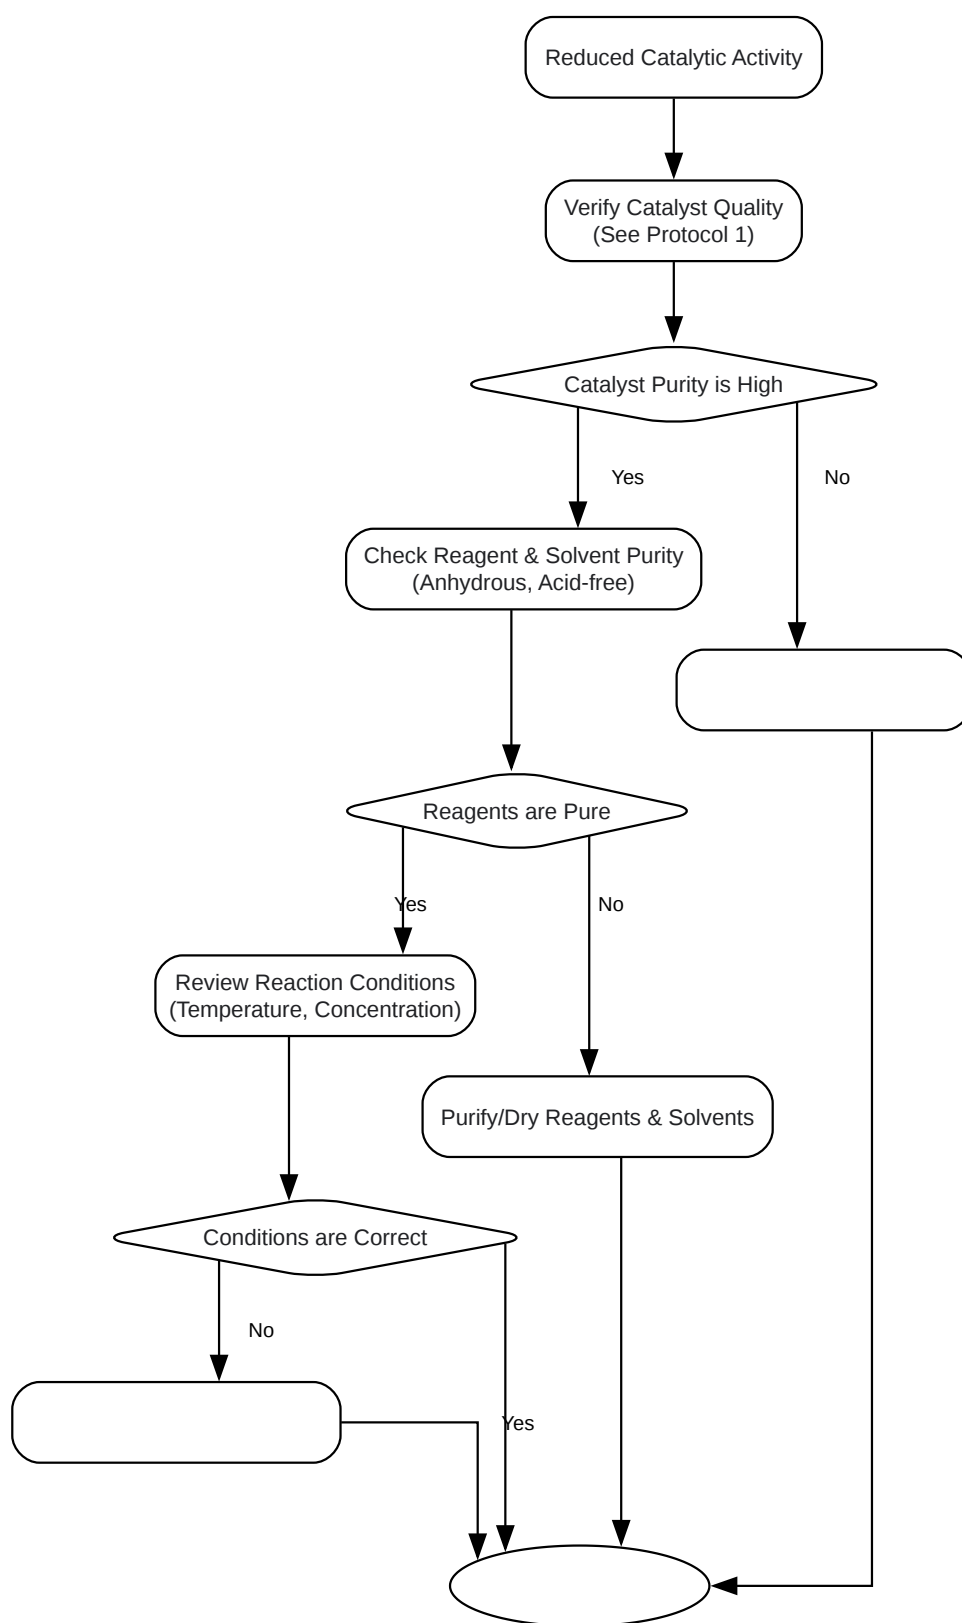 Reduced Catalytic Activity
Verify Catalyst Quality
(See Protocol 1)
Catalyst Purity is High
Yes
No
Check Reagent & Solvent Purity
(Anhydrous, Acid-free)
Reagents are Pure
Yes
No
Review Reaction Conditions
(Temperature, Concentration)
Purify/Dry Reagents & Solvents
Conditions are Correct
No
Yes